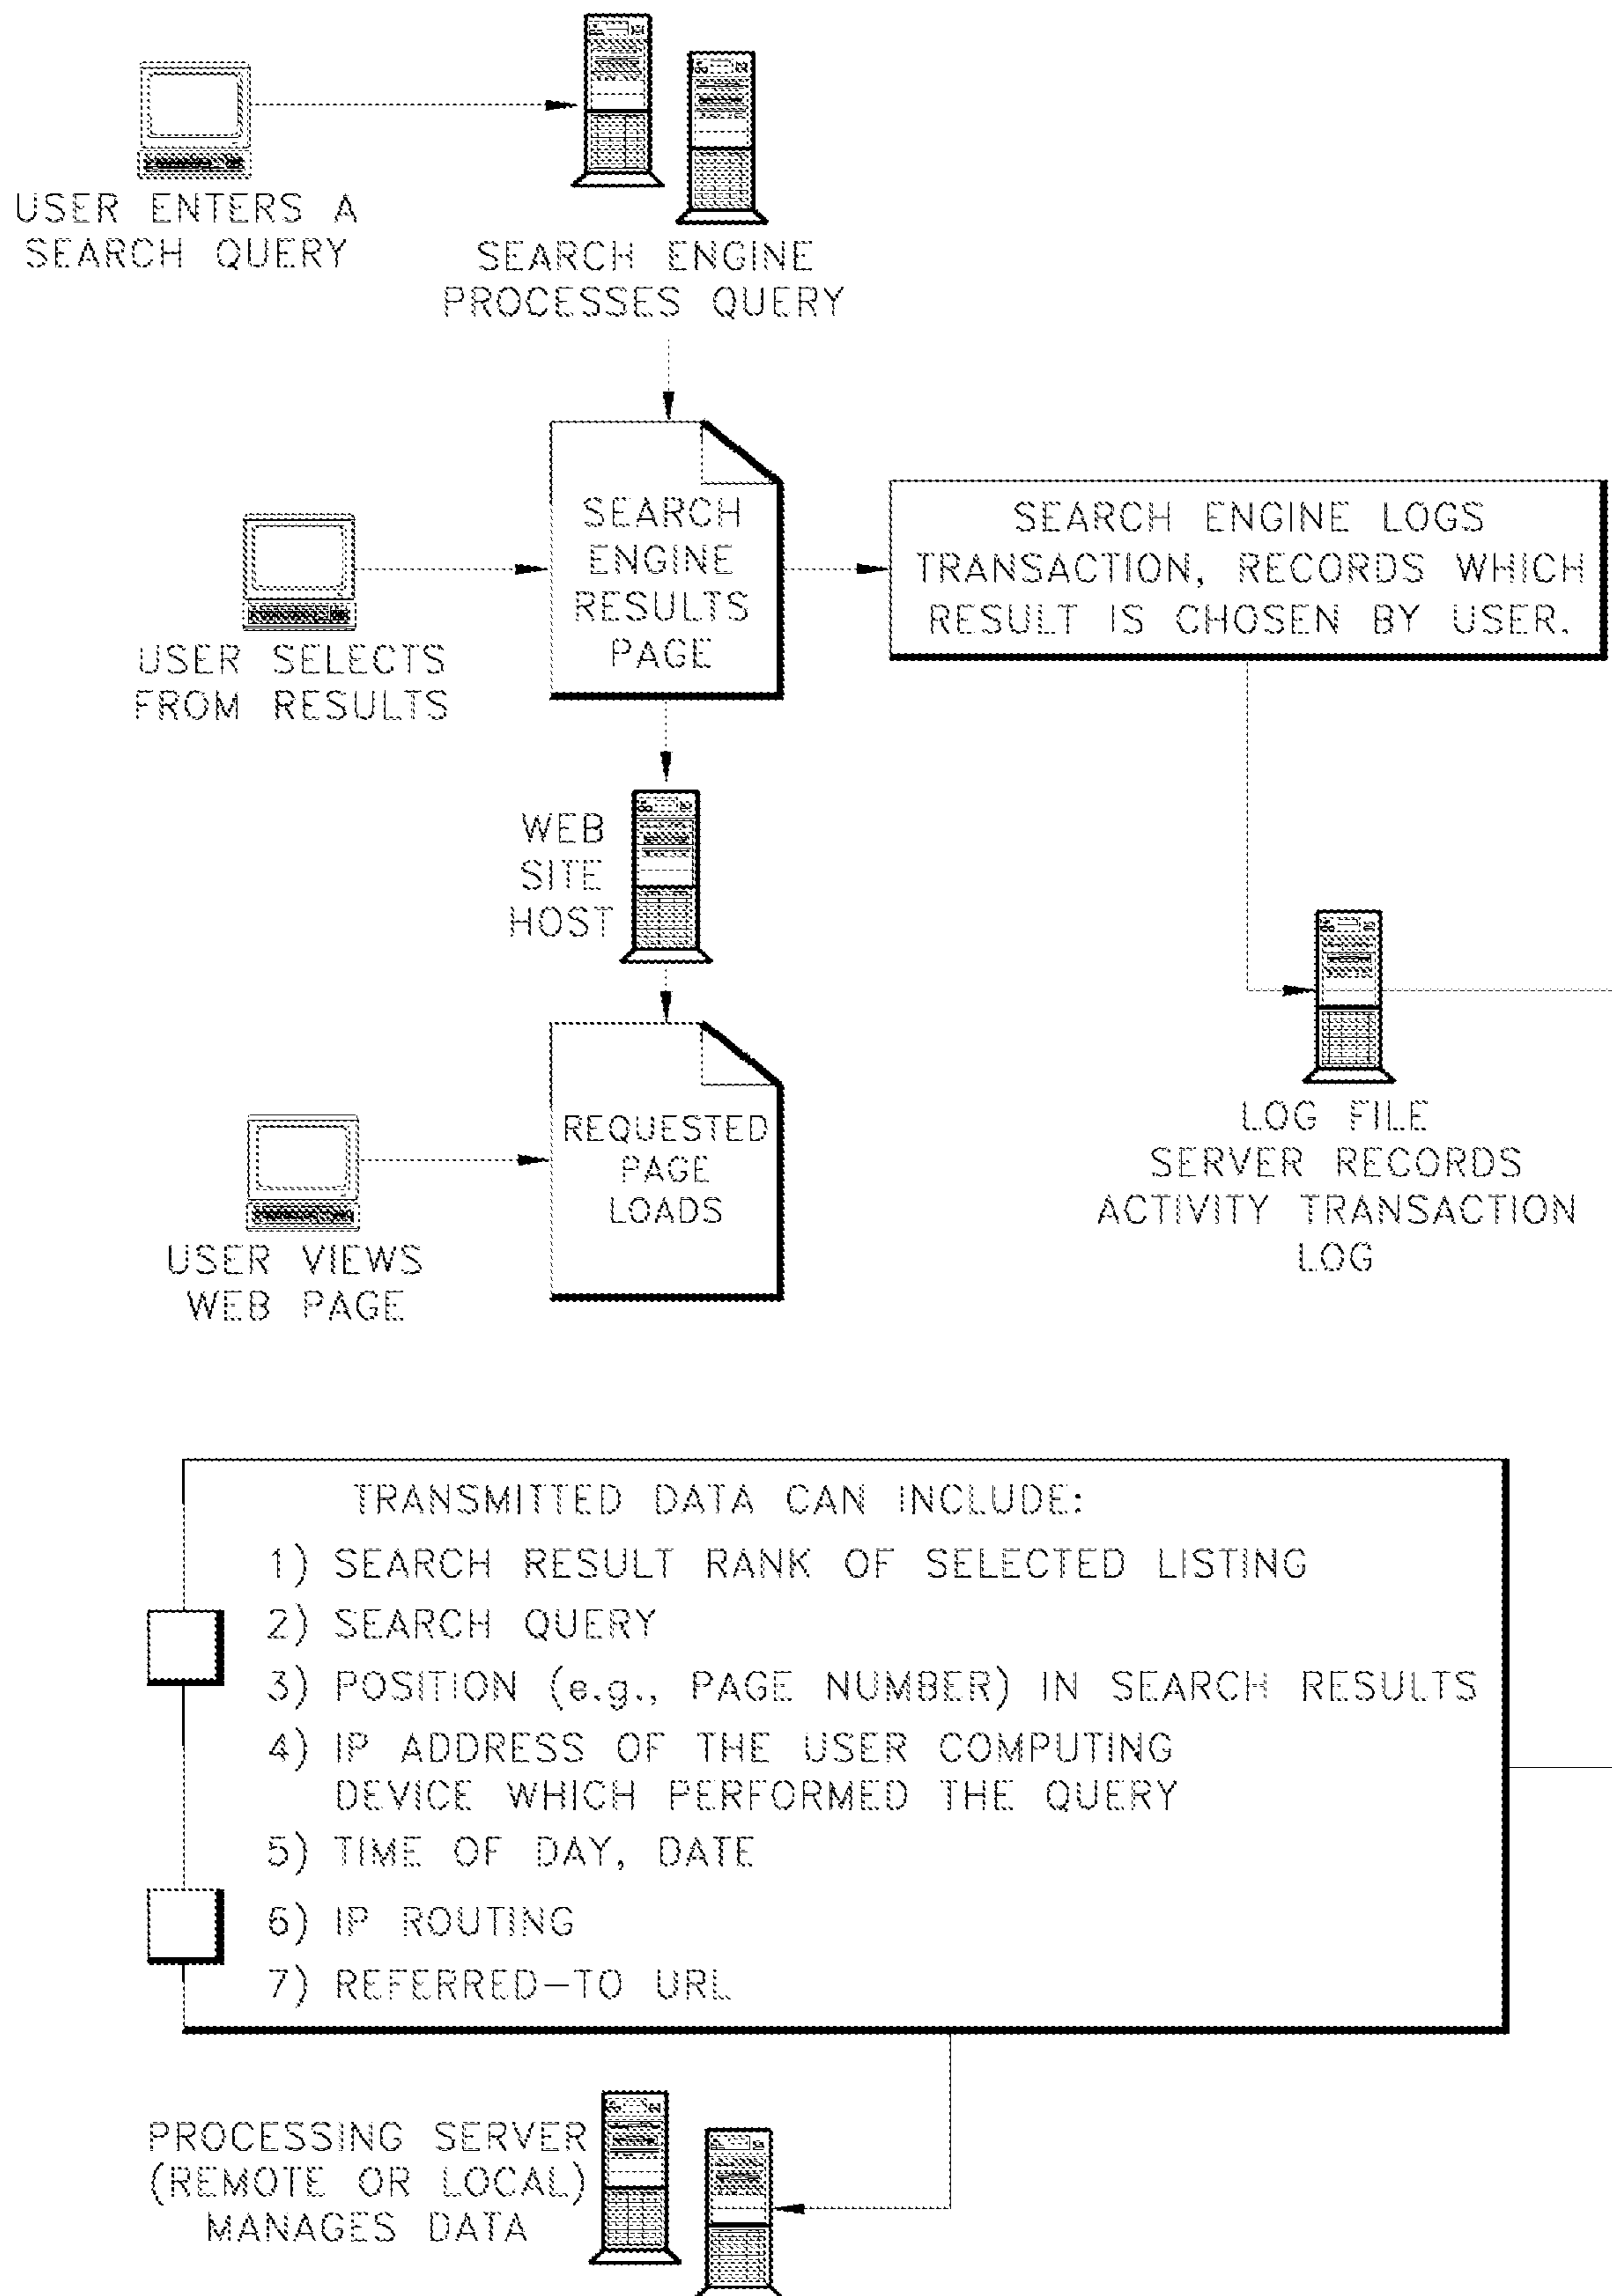 USER ENTERS A
SEARCH QUERY
SEARCH ENGINE
PROCESSES QUERY
SEARCH
ENGINE
RESULTS
PAGE
SEARCH ENGINE LOGS
TRANSACTION, RECORDS WHICH
RESULT IS CHOSEN BY USER.
USER SELECTS
FROM RESULTS
WEB
SITE
HOST
REQUESTED
PAGE
LOADS
LOG FILE
SERVER RECORDS
ACTIVITY TRANSACTION
LOG
USER VIEWS
WEB PAGE
TRANSMITTED DATA CAN INCLUDE:
1) SEARCH RESULT RANK OF SELECTED LISTING
2) SEARCH QUERY
3) POSITION (e.g., PAGE NUMBER) IN SEARCH RESULTS
4) IP ADDRESS OF THE USER COMPUTING
DEVICE WHICH PERFORMED THE QUERY
5) TIME OF DAY, DATE
6) IP ROUTING
7) REFERRED-TO URL
PROCESSING SERVER
(REMOTE OR LOCAL)
MANAGES DATA